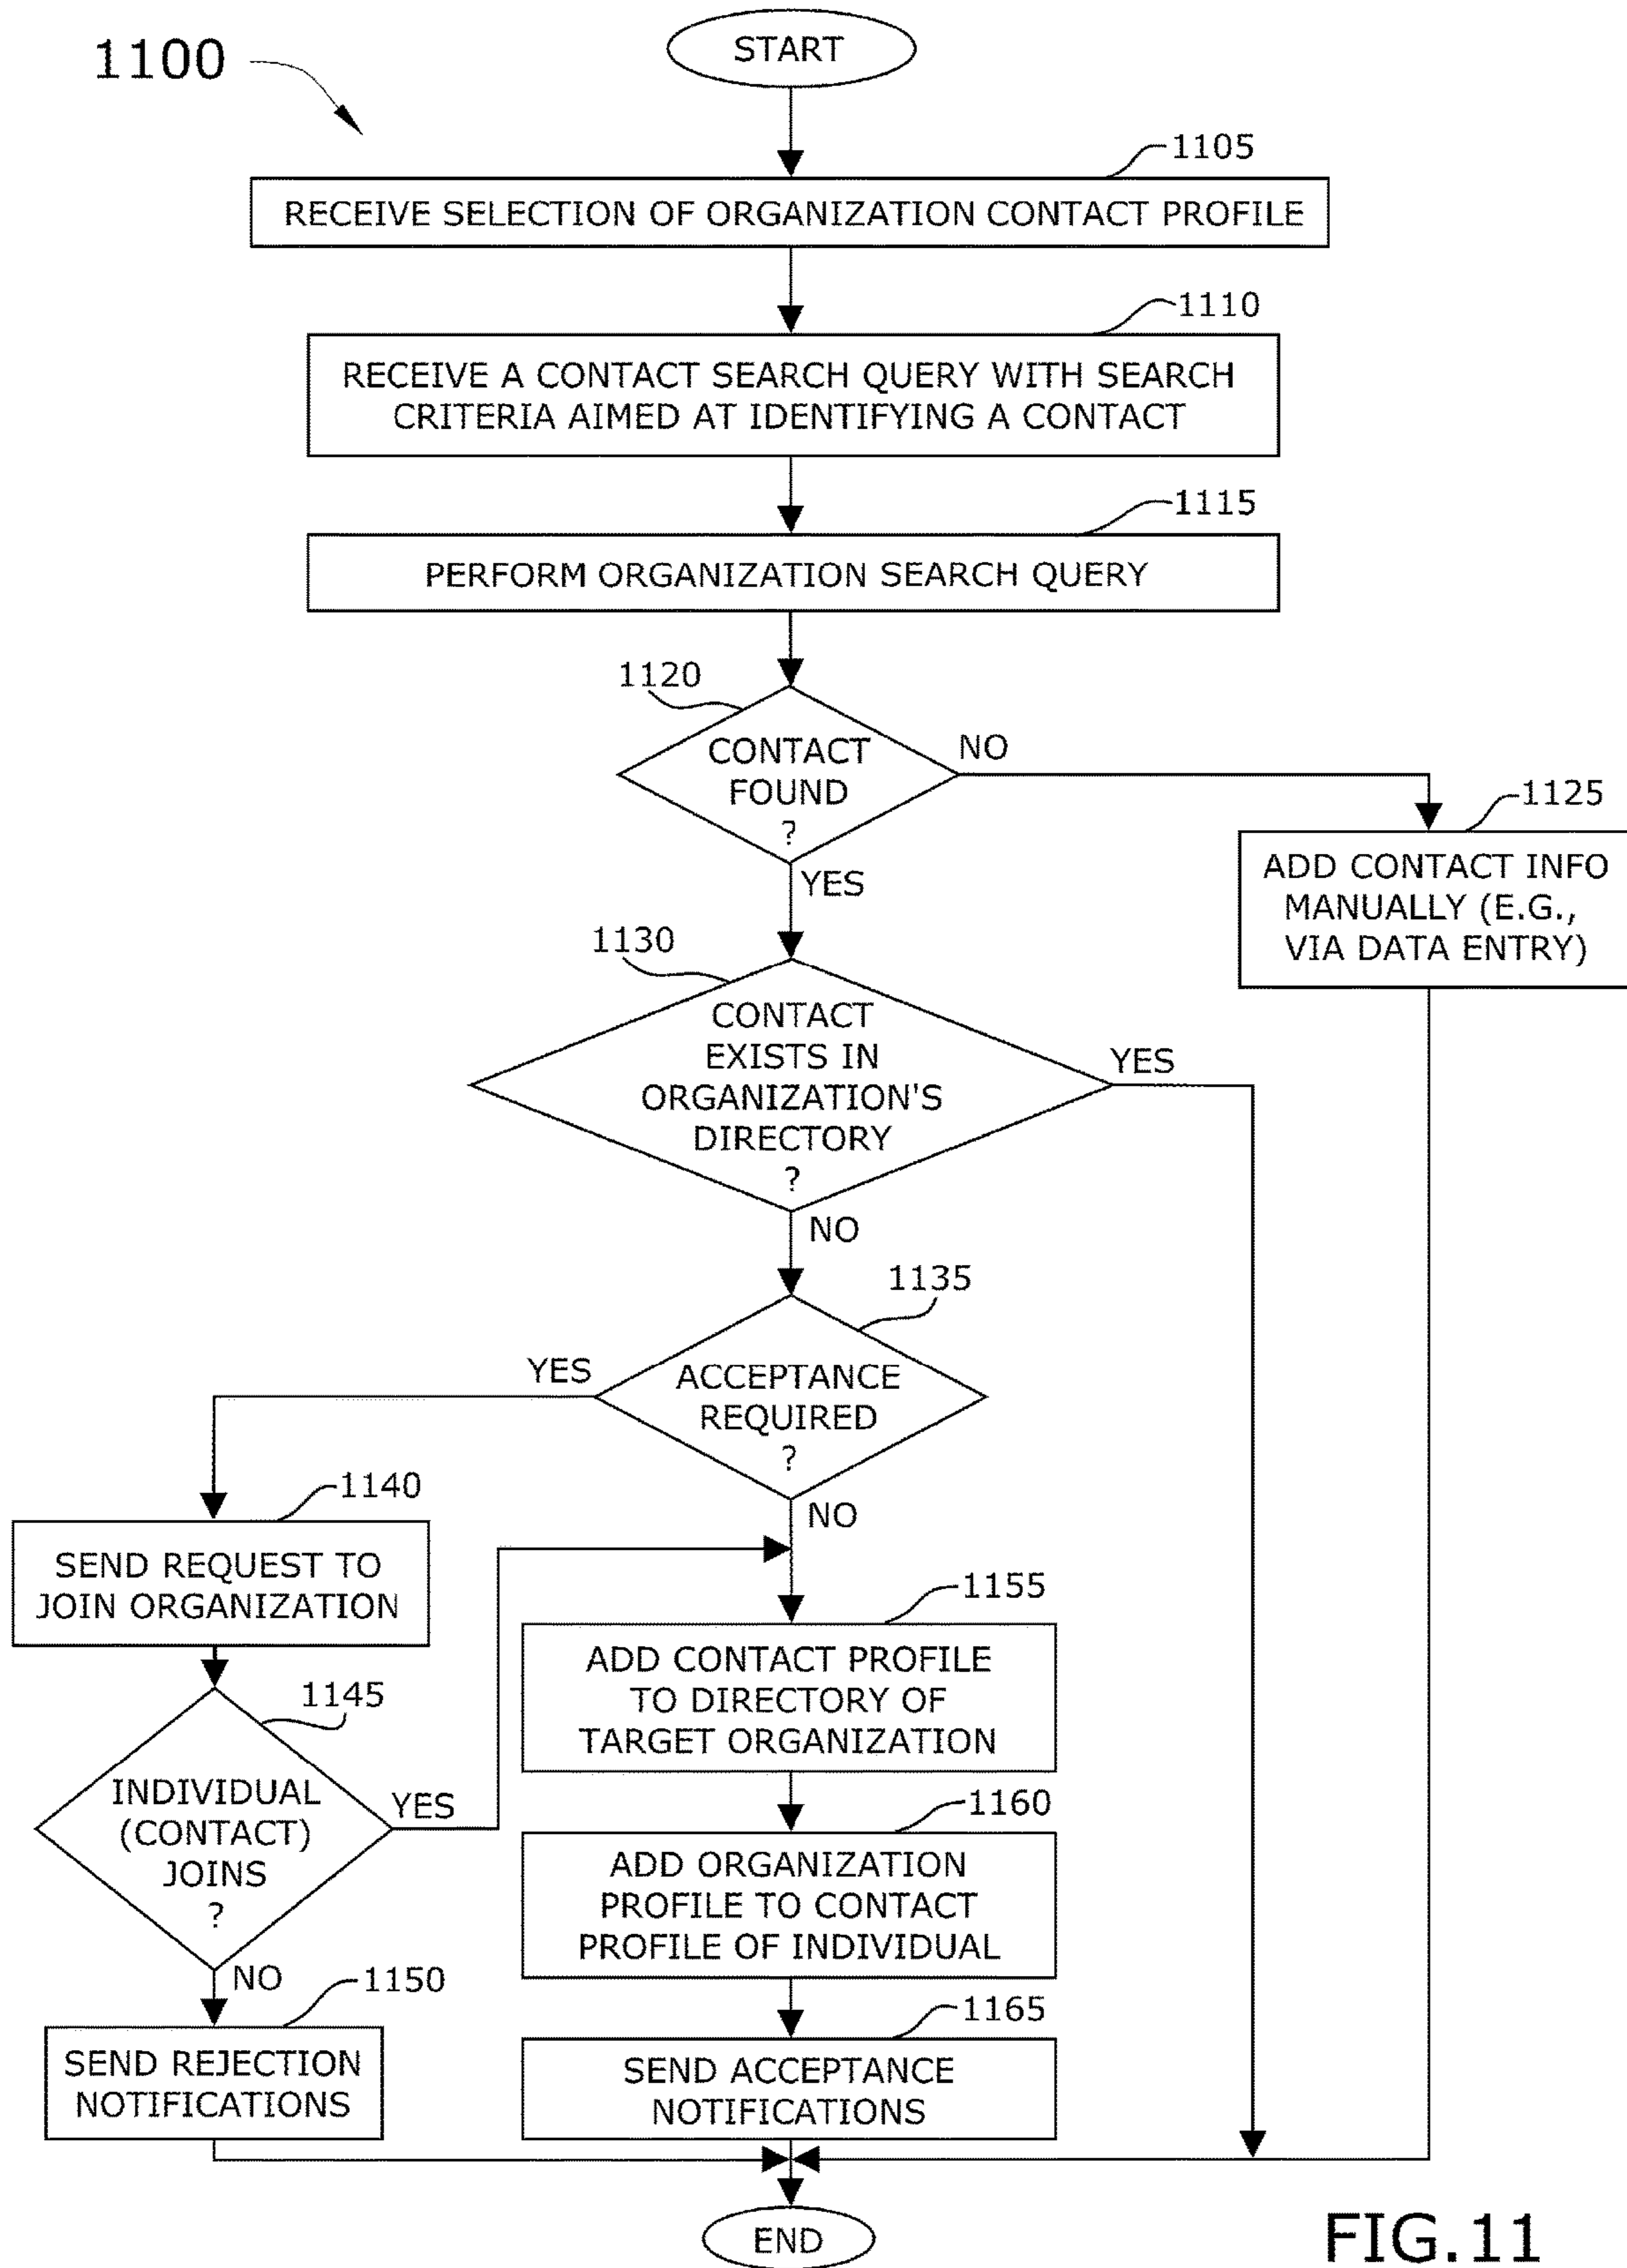 1100
START
1105
RECEIVE SELECTION OF ORGANIZATION CONTACT PROFILE
1110
RECEIVE A CONTACT SEARCH QUERY WITH SEARCH
CRITERIA AIMED AT IDENTIFYING A CONTACT
1115
PERFORM ORGANIZATION SEARCH QUERY
1120
CONTACT
FOUND
?
NO
YES
1125
ADD CONTACT INFO
MANUALLY (E.G.,
VIA DATA ENTRY)
1130
CONTACT
EXISTS IN
ORGANIZATION'S
DIRECTORY
?
YES
NO
1135
ACCEPTANCE
REQUIRED
?
YES
NO
1140
SEND REQUEST TO
JOIN ORGANIZATION
1145
INDIVIDUAL
(CONTACT)
JOINS
?
YES
NO
1150
SEND REJECTION
NOTIFICATIONS
1155
ADD CONTACT PROFILE
TO DIRECTORY OF
TARGET ORGANIZATION
1160
ADD ORGANIZATION
PROFILE TO CONTACT
PROFILE OF INDIVIDUAL
1165
SEND ACCEPTANCE
NOTIFICATIONS
END
FIG.11